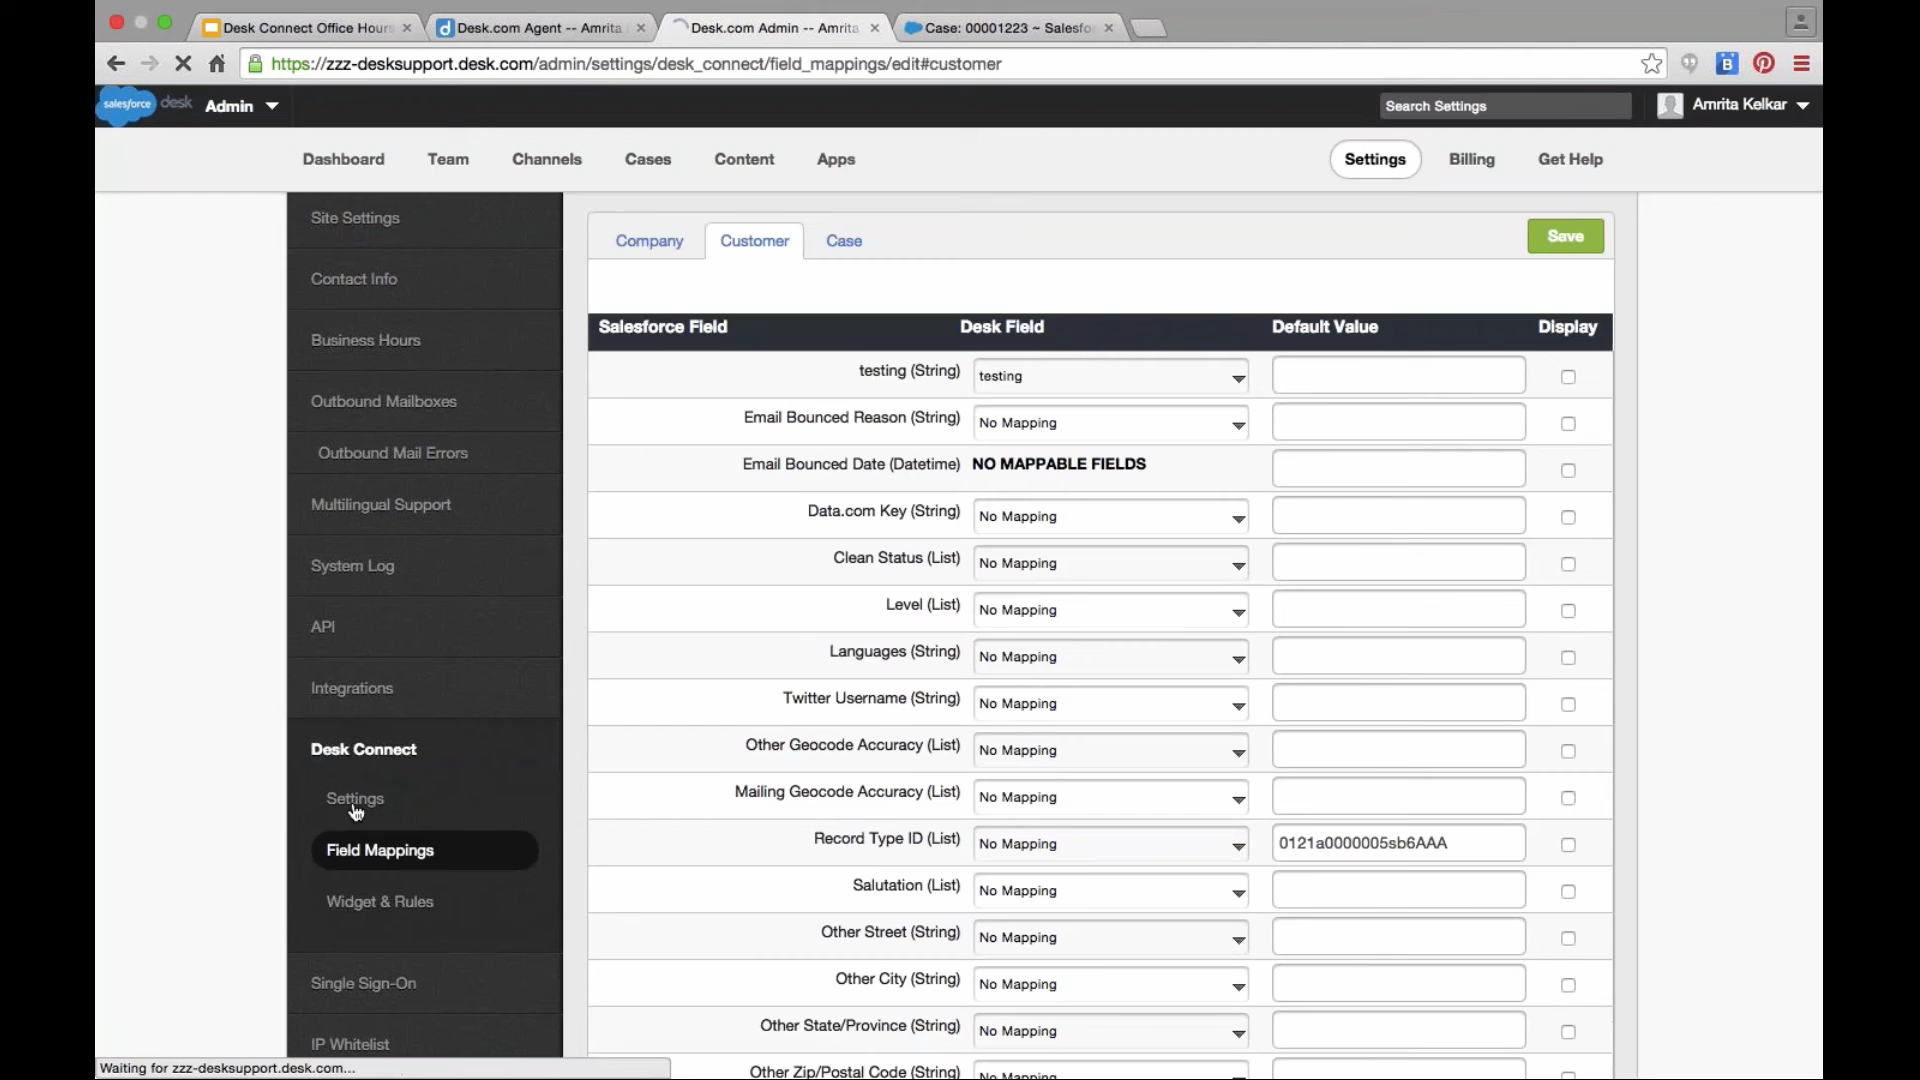 Desk Connect Office Hours
Desk.com Agent -- Amrita
Desk.com Admin -- Amrita
Case: 00001223 ~ Salesfo
https://zzz-desksupport.desk.com/admin/settings/desk_connect/field_mappings/edit#customer
salesforce desk Admin
Search Settings
Amrita Kelkar
Dashboard Team Channels Cases Content Apps Settings Billing Get Help
Site Settings
Contact Info
Business Hours
Outbound Mailboxes
Outbound Mail Errors
Multilingual Support
System Log
API
Integrations
Desk Connect
Settings
Field Mappings
Widget & Rules
Single Sign-On
IP Whitelist
Company Customer Case Save
Salesforce Field Desk Field Default Value Display
testing (String) testing
Email Bounced Reason (String) No Mapping
Email Bounced Date (Datetime) NO MAPPABLE FIELDS
Data.com Key (String) No Mapping
Clean Status (List) No Mapping
Level (List) No Mapping
Languages (String) No Mapping
Twitter Username (String) No Mapping
Other Geocode Accuracy (List) No Mapping
Mailing Geocode Accuracy (List) No Mapping
Record Type ID (List) No Mapping 0121a0000005sb6AAA
Salutation (List) No Mapping
Other Street (String) No Mapping
Other City (String) No Mapping
Other State/Province (String) No Mapping
Other Zip/Postal Code (String) No Mapping
Waiting for zzz-desksupport.desk.com...